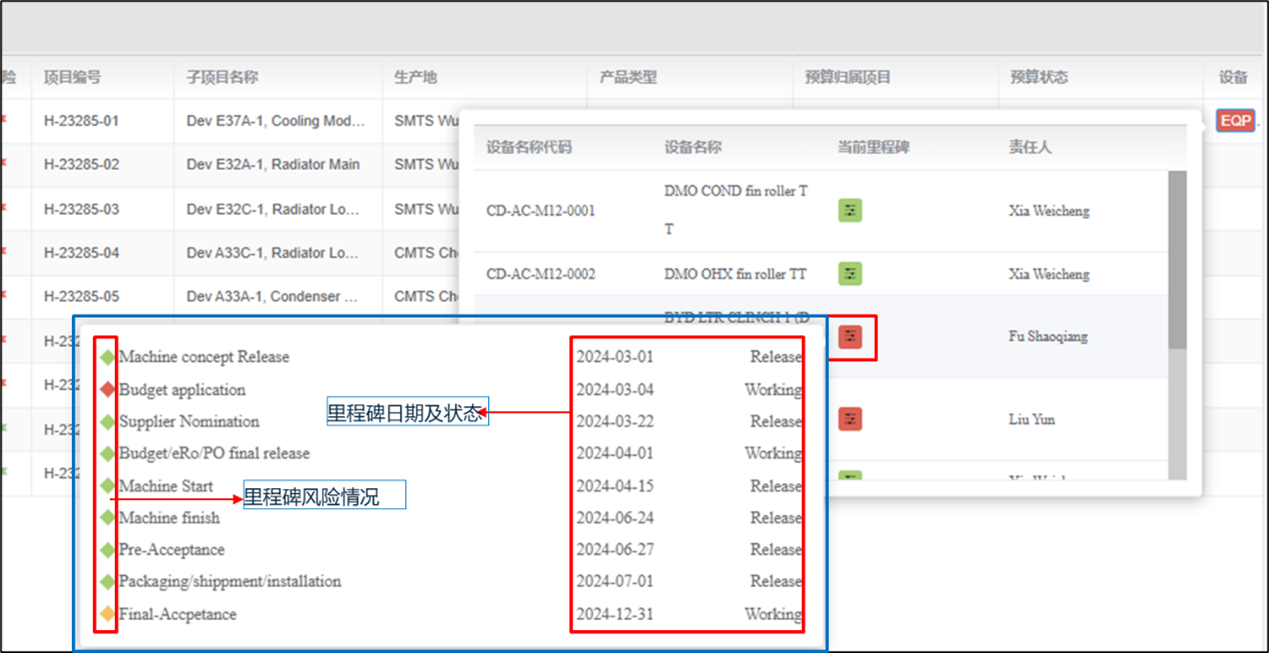 险 项目编号 子项目名称 生产地 产品类型 预算归属项目 预算状态 设备
H-23285-01 Dev E37A-1, Cooling Mod... SMTS Wu EQP
H-23285-02 Dev E32A-1, Radiator Main SMTS Wu
H-23285-03 Dev E32C-1, Radiator Lo... SMTS Wu
H-23285-04 Dev A33C-1, Radiator Lo... CMTS Ch
H-23285-05 Dev A33A-1, Condenser ... CMTS Ch
H-232
H-232
H-232
H-232
设备名称代码 设备名称 当前里程碑 责任人
DMO COND fin roller T
CD-AC-M12-0001 Xia Weicheng
T
CD-AC-M12-0002 DMO OHX fin roller TT Xia Weicheng
BYD LTR CLINCH 1 (D
Fu Shaoqiang
Liu Yun
Machine concept Release 2024-03-01 Release
Budget application 2024-03-04 Working
里程碑日期及状态
Supplier Nomination 2024-03-22 Release
Budget/eRo/PO final release 2024-04-01 Working
Machine Start 2024-04-15 Release
里程碑风险情况
Machine finish 2024-06-24 Release
Pre-Acceptance 2024-06-27 Release
Packaging/shippment/installation 2024-07-01 Release
Final-Accpetance 2024-12-31 Working